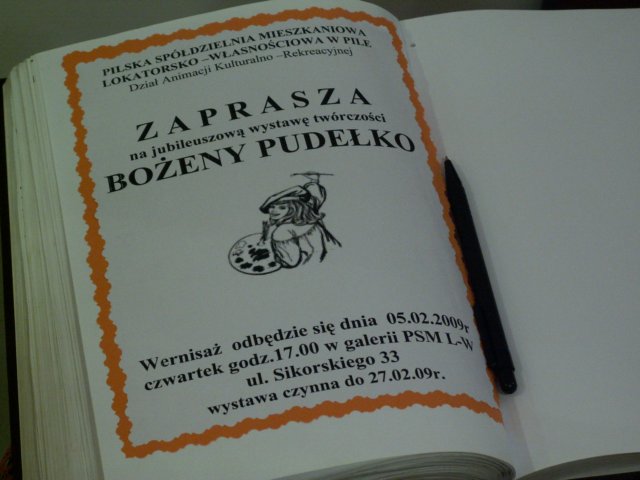 PILSKA SPÓŁDZIELNIA MIESZKANIOWA
LOKATORSKO –WŁASNOŚCIOWA W PILE
Dział Animacji Kulturalno –Rekreacyjnej
ZAPRASZA
na jubileuszową wystawę twórczości
BOŻENY PUDEŁKO
Wernisaż odbędzie się dnia 05.02.2009r
czwartek godz.17.00 w galerii PSM L-W
ul. Sikorskiego 33
wystawa czynna do 27.02.09r.